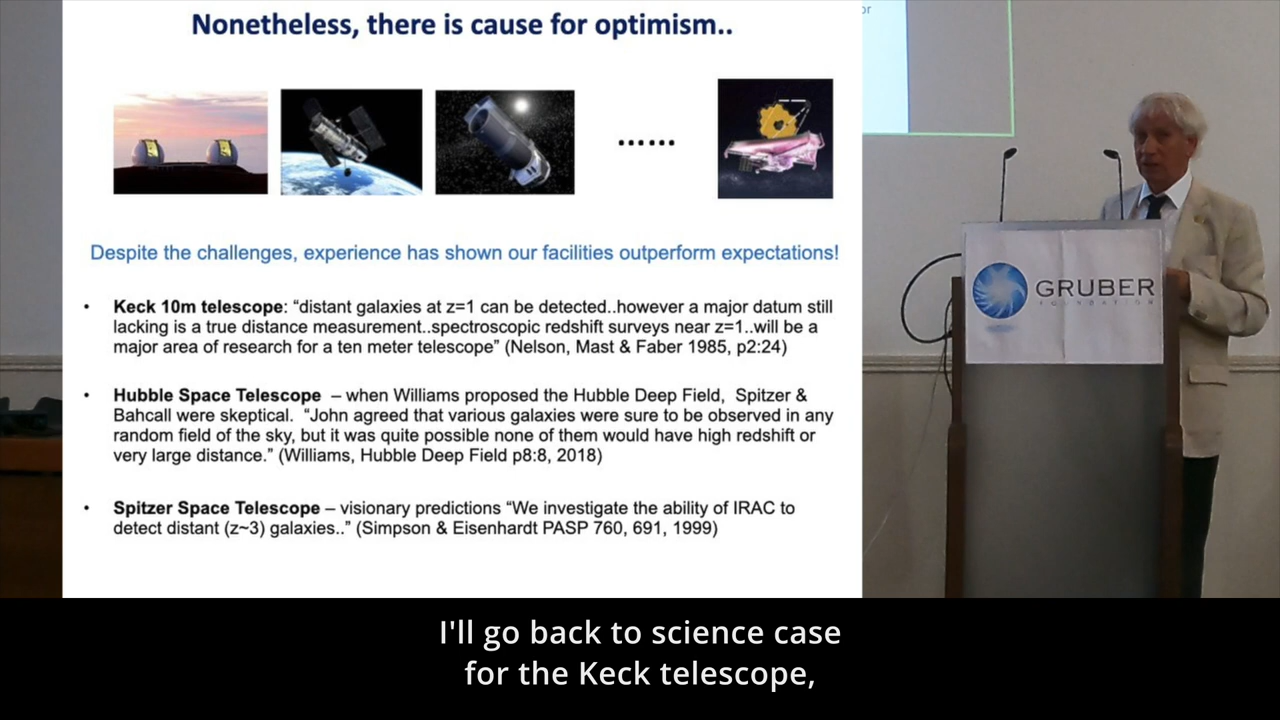 Nonetheless, there is cause for optimism..
or
......
Despite the challenges, experience has shown our facilities outperform expectations!
• Keck 10m telescope: “distant galaxies at z=1 can be detected..however a major datum still
lacking is a true distance measurement..spectroscopic redshift surveys near z=1..will be a
major area of research for a ten meter telescope” (Nelson, Mast & Faber 1985, p2:24)
• Hubble Space Telescope – when Williams proposed the Hubble Deep Field, Spitzer &
Bahcall were skeptical. “John agreed that various galaxies were sure to be observed in any
random field of the sky, but it was quite possible none of them would have high redshift or
very large distance.” (Williams, Hubble Deep Field p8:8, 2018)
• Spitzer Space Telescope – visionary predictions “We investigate the ability of IRAC to
detect distant (z~3) galaxies..” (Simpson & Eisenhardt PASP 760, 691, 1999)
GRUBER
FOUNDATION
I'll go back to science case
for the Keck telescope,